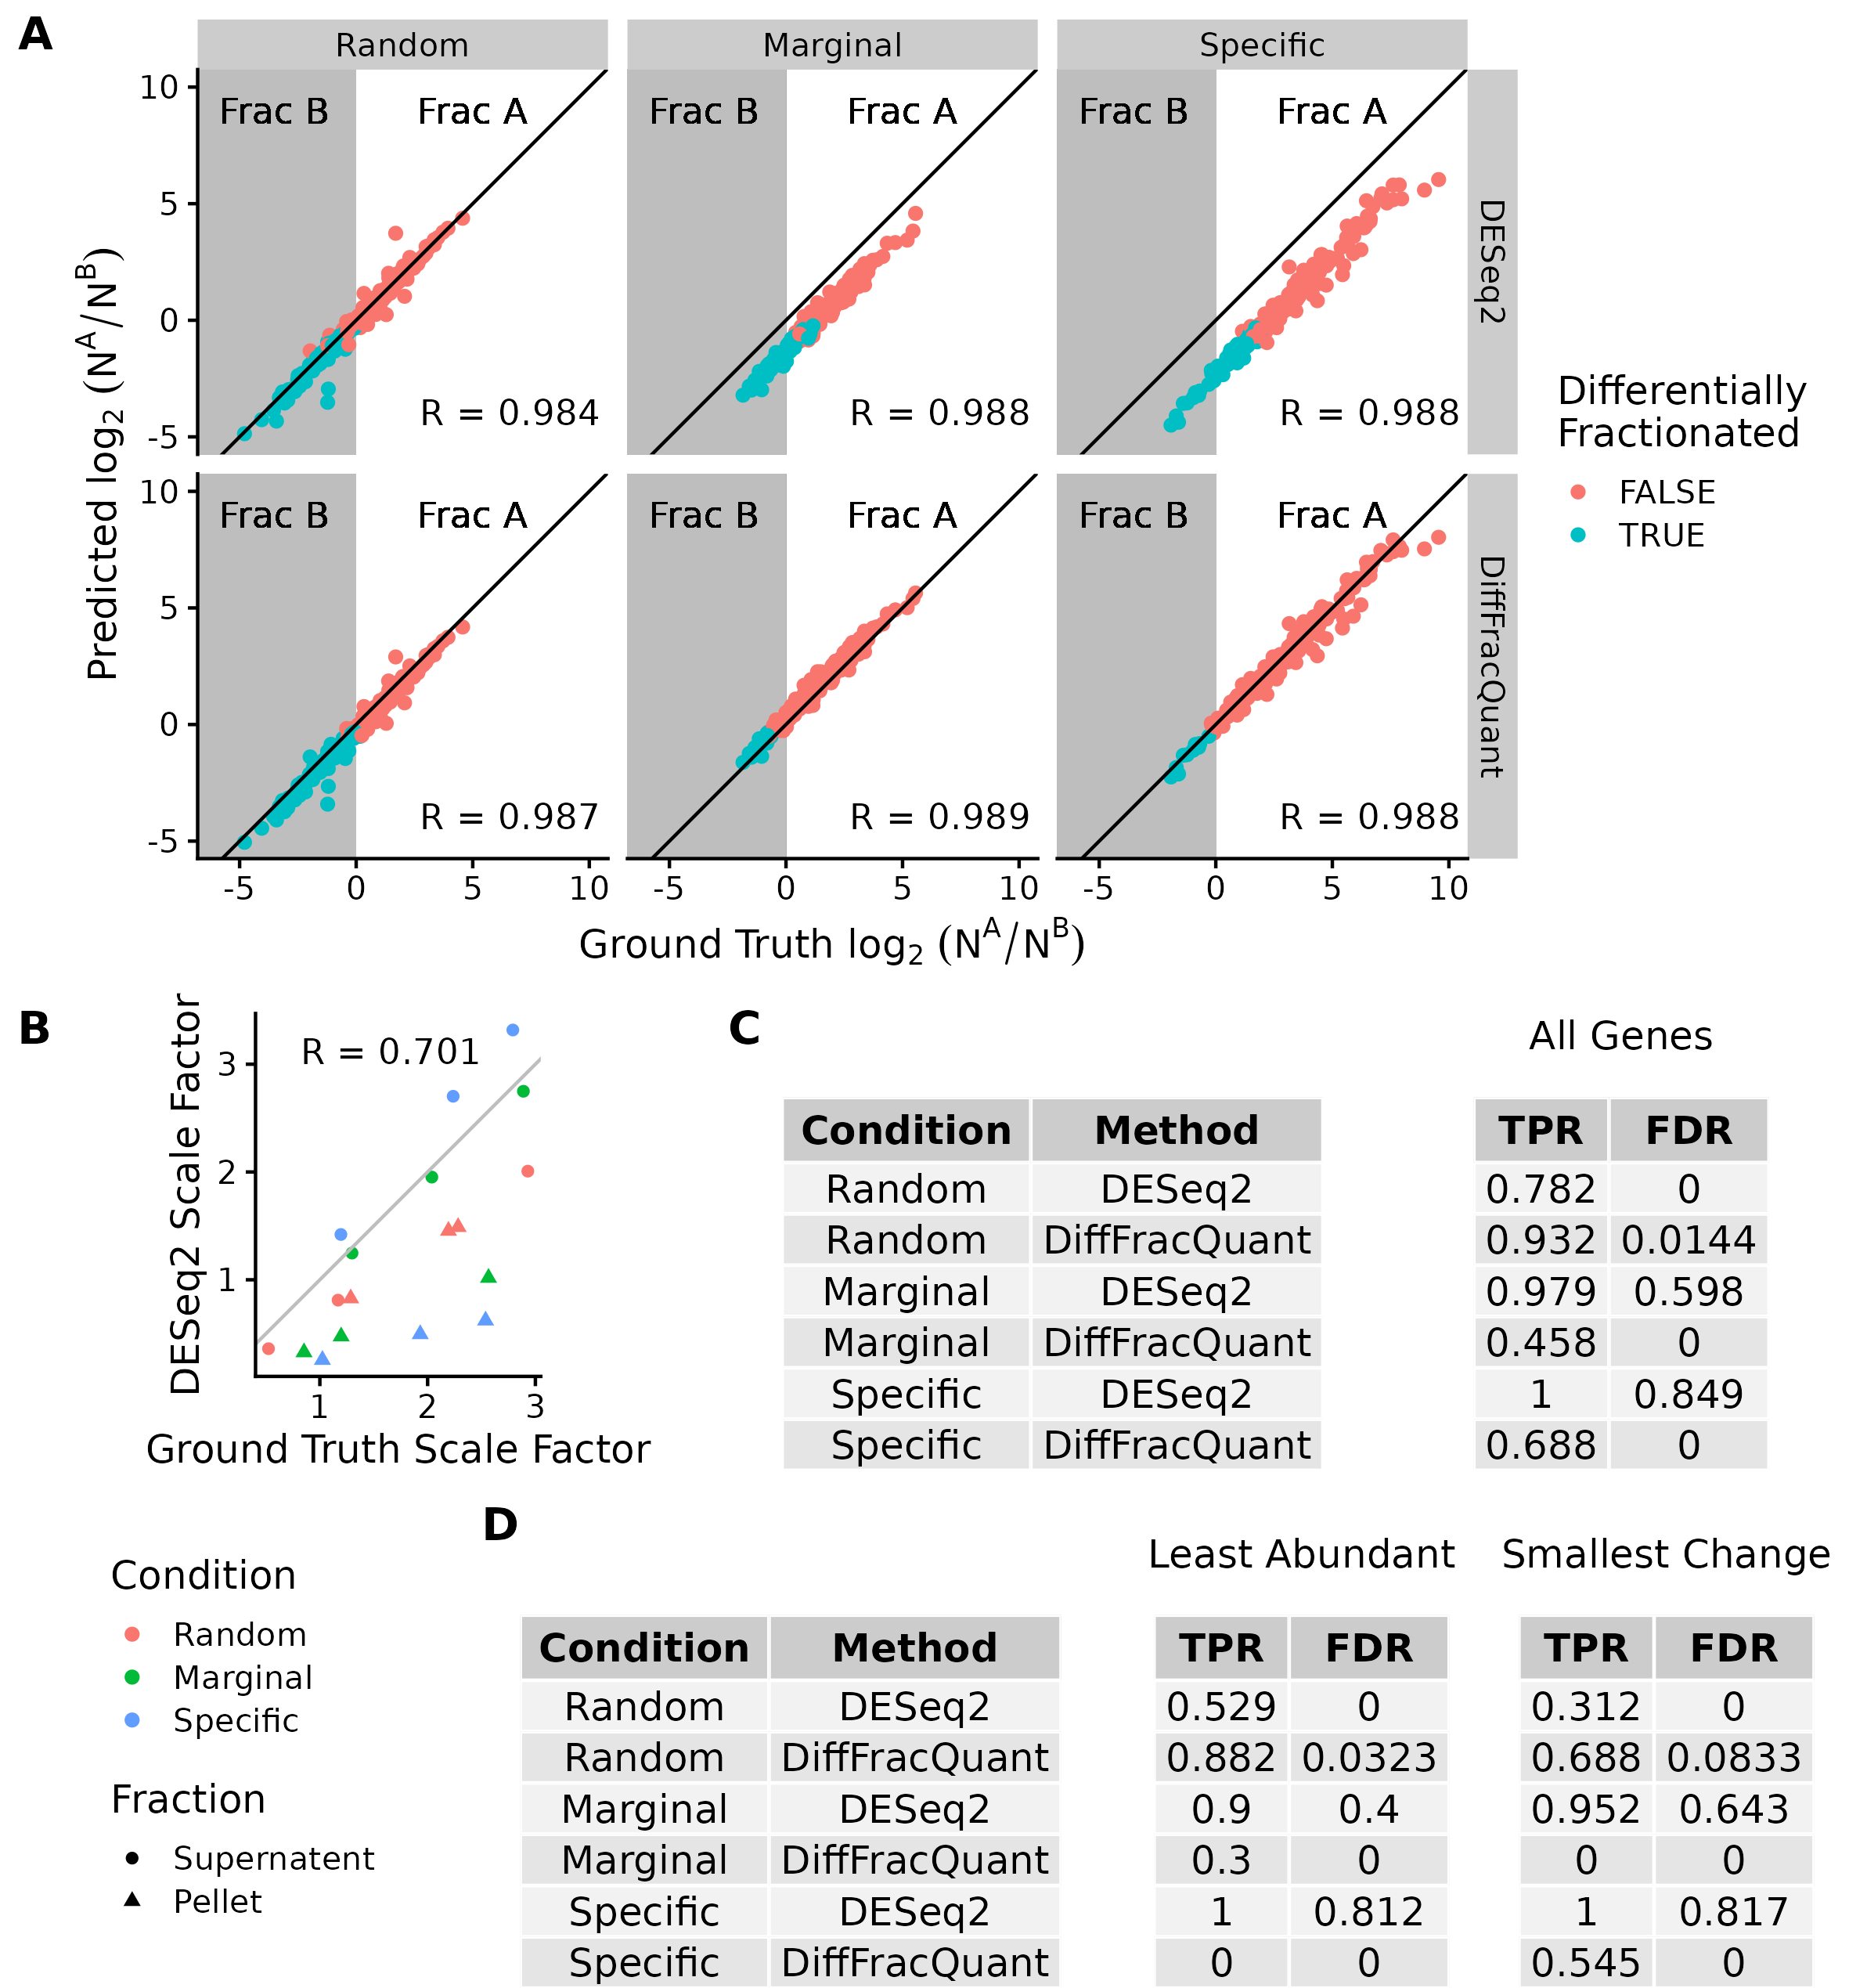 A
Random Marginal Specific
Frac B Frac A Frac B Frac A Frac B Frac A
10
5
0
-5
R = 0.984 R = 0.988 R = 0.988
DESeq2
Predicted log2 (N^A/N^B)
Frac B Frac A Frac B Frac A Frac B Frac A
10
5
0
-5
R = 0.987 R = 0.989 R = 0.988
DiffFracQuant
-5 0 5 10 -5 0 5 10 -5 0 5 10
Ground Truth log2 (N^A/N^B)
Differentially
Fractionated
FALSE
TRUE
B
R = 0.701
DESeq2 Scale Factor
3
2
1
1 2 3
Ground Truth Scale Factor
C
All Genes
Condition Method TPR FDR
Random DESeq2 0.782 0
Random DiffFracQuant 0.932 0.0144
Marginal DESeq2 0.979 0.598
Marginal DiffFracQuant 0.458 0
Specific DESeq2 1 0.849
Specific DiffFracQuant 0.688 0
Condition
Random
Marginal
Specific
Fraction
Supernatent
Pellet
D
Least Abundant Smallest Change
Condition Method TPR FDR TPR FDR
Random DESeq2 0.529 0 0.312 0
Random DiffFracQuant 0.882 0.0323 0.688 0.0833
Marginal DESeq2 0.9 0.4 0.952 0.643
Marginal DiffFracQuant 0.3 0 0 0
Specific DESeq2 1 0.812 1 0.817
Specific DiffFracQuant 0 0 0.545 0